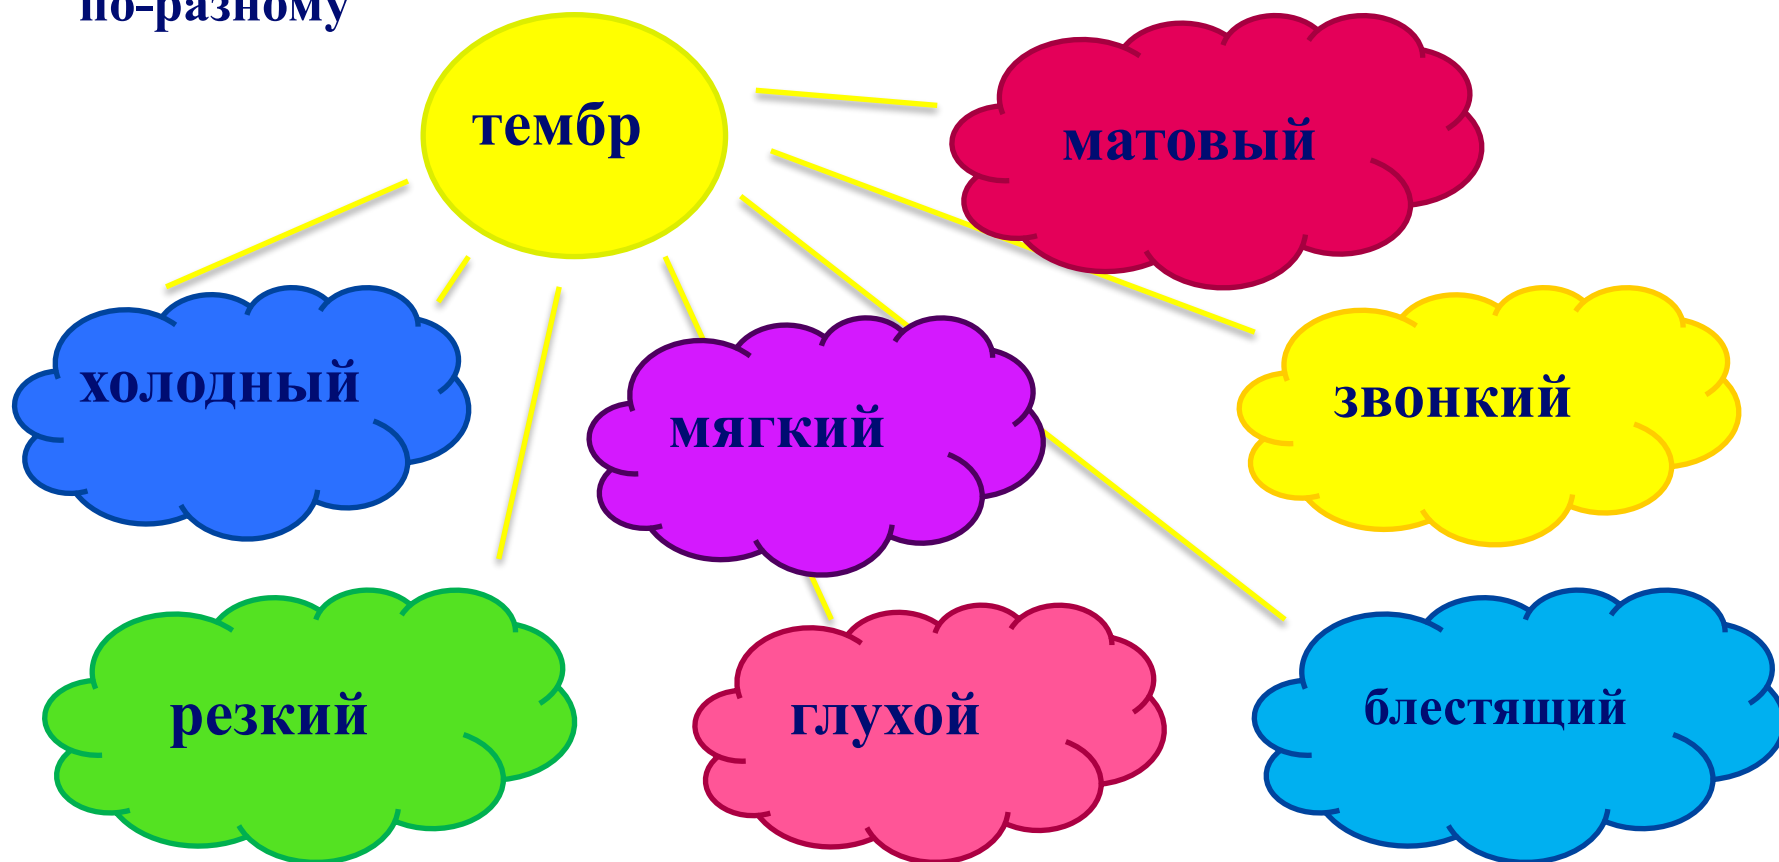 по-разному
тембр
матовый
холодный
мягкий
звонкий
резкий
глухой
блестящий